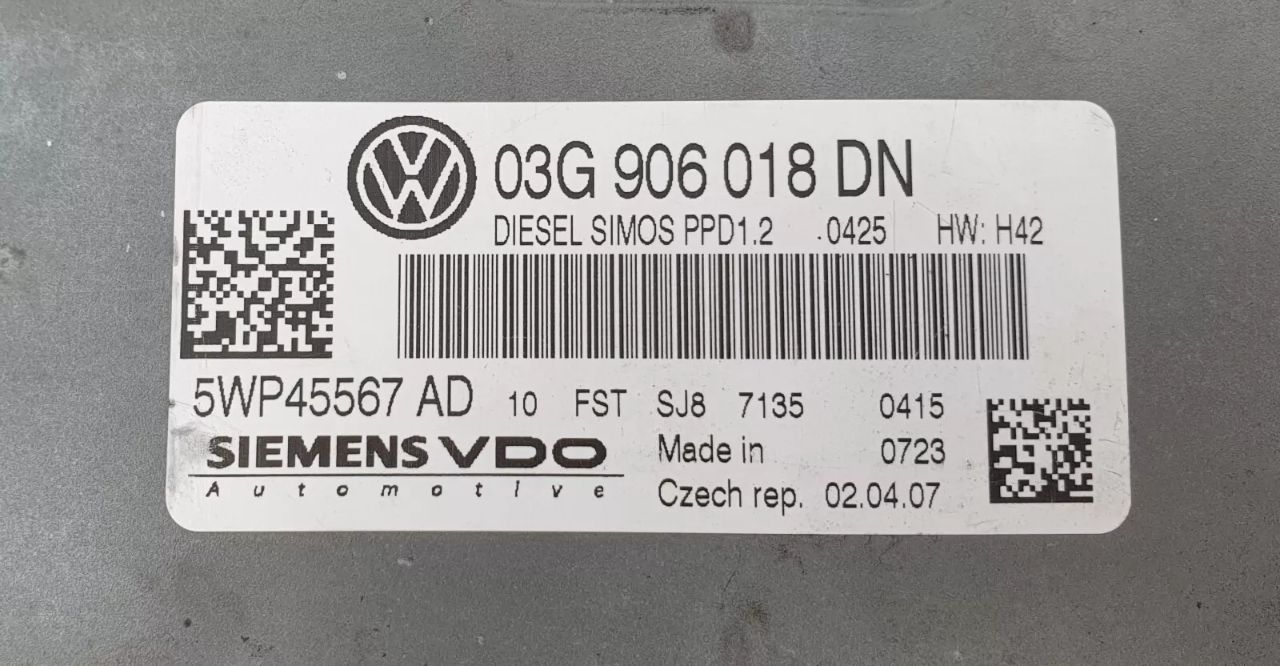 03G 906 018 DN
DIESEL SIMOS PPD1.2 .0425 HW: H42
5WP45567 AD 10 FST SJ8 7135 0415
SIEMENS VDO Made in 0723
Automotive Czech rep. 02.04.07